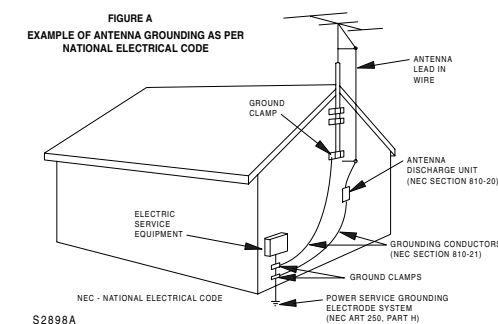 FIGURE A
EXAMPLE OF ANTENNA GROUNDING AS PER
NATIONAL ELECTRICAL CODE
ANTENNA
LEAD IN
WIRE
GROUND
CLAMP
ANTENNA
DISCHARGE UNIT
(NEC SECTION 810-20)
ELECTRIC
SERVICE
EQUIPMENT
GROUNDING CONDUCTORS
(NEC SECTION 810-21)
GROUND CLAMPS
POWER SERVICE GROUNDING
ELECTRODE SYSTEM
(NEC ART 250, PART H)
NEC - NATIONAL ELECTRICAL CODE
S2898A